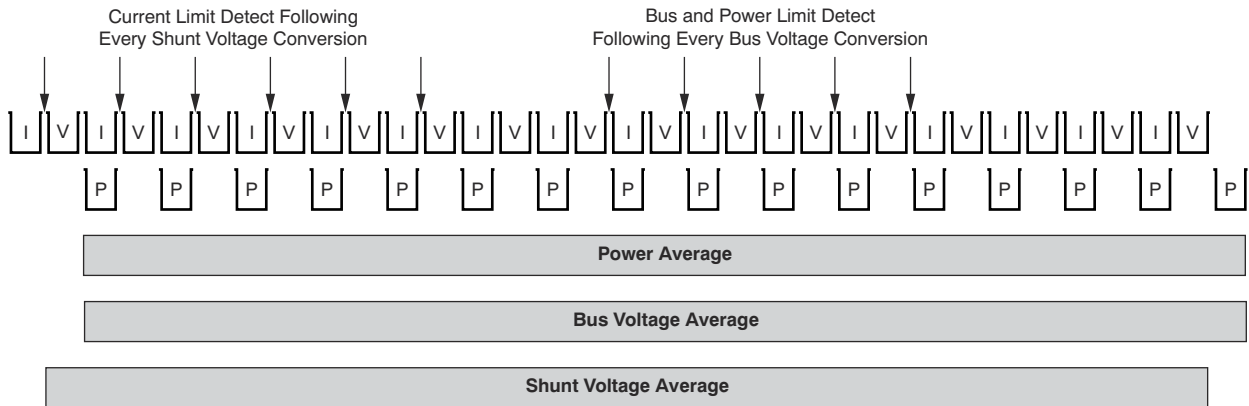 Current Limit Detect Following
Every Shunt Voltage Conversion
Bus and Power Limit Detect
Following Every Bus Voltage Conversion
I V I V I V I V I V I V I V I V I V I V I V I V I V I V I V I V
P P P P P P P P P P P P P P P P
Power Average
Bus Voltage Average
Shunt Voltage Average